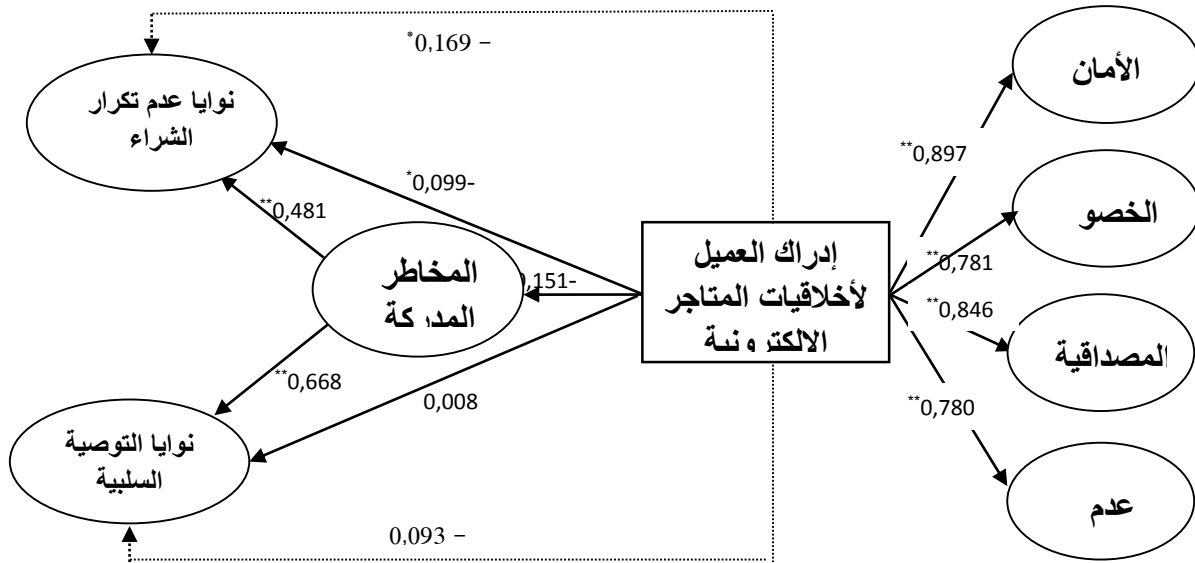 *0,169 –
الأمان
نوايا عدم تكرار
الشراء
**0,897
*0,099-
الخصو
**0,481
إدراك العميل
لأخلاقيات المتاجر
الالكترونية
**0,781
المخاطر
المدركة
0,151-
**0,846
المصداقية
**0,668
0,008
**0,780
نوايا التوصية
السلبية
عدم
0,093 –